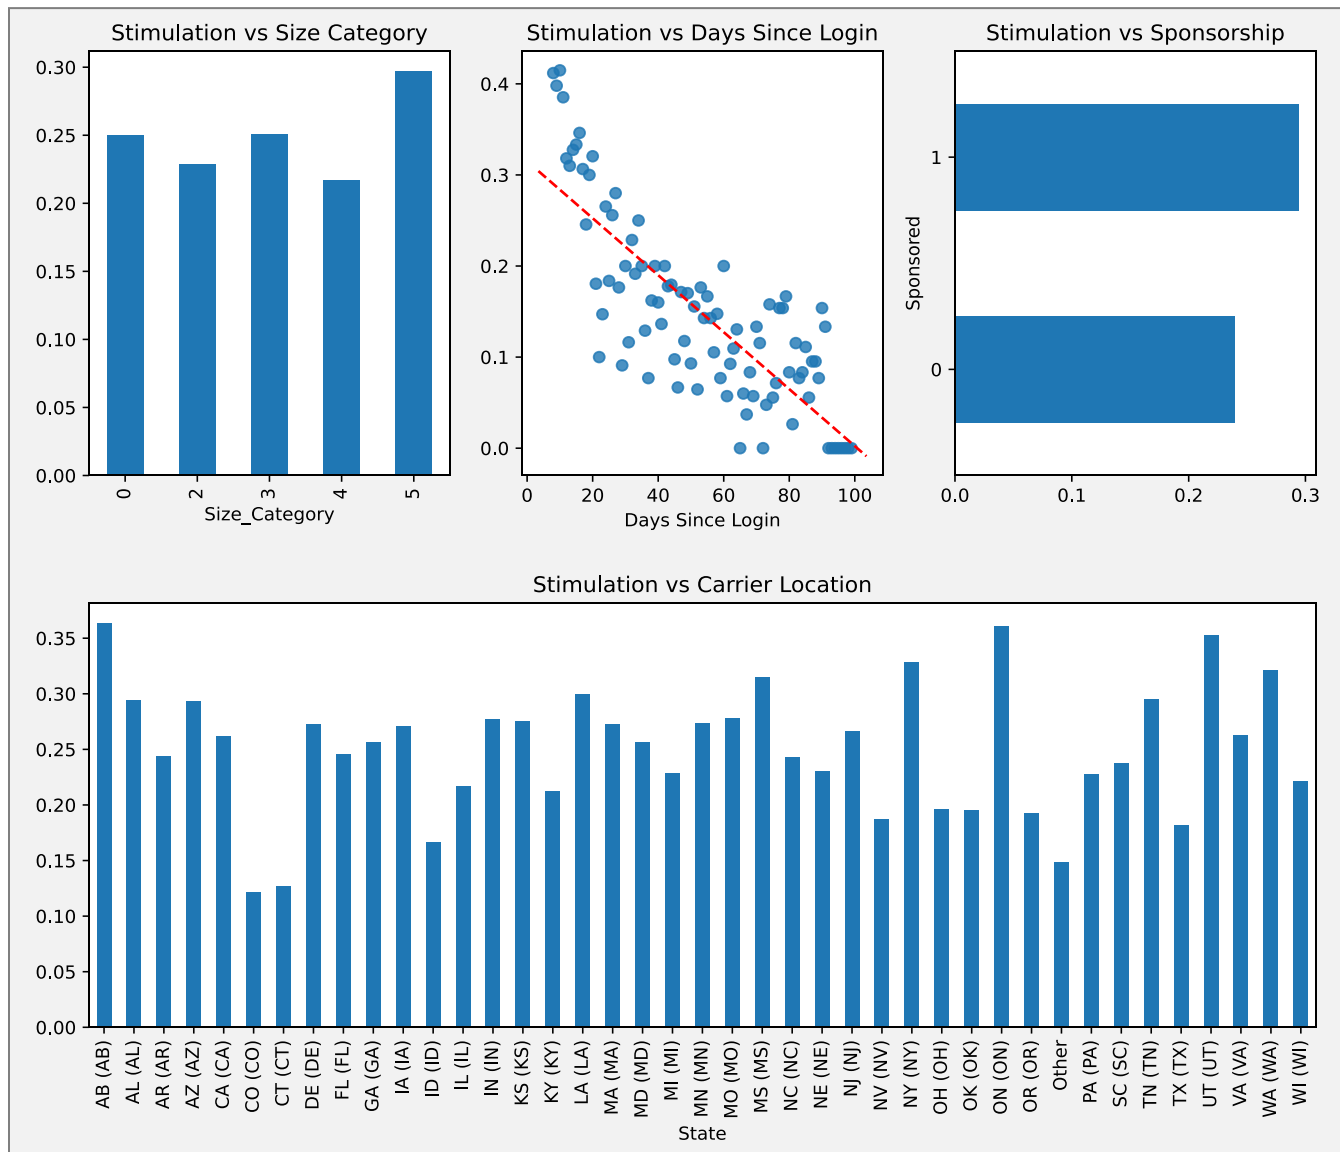 Stimulation vs Size Category
0.30
0.25
0.20
0.15
0.10
0.05
0.00
0
2
3
4
5
Size_Category
Stimulation vs Days Since Login
0.4
0.3
0.2
0.1
0.0
0
20
40
60
80
100
Days Since Login
Stimulation vs Sponsorship
Sponsored
1
0
0.0
0.1
0.2
0.3
Stimulation vs Carrier Location
0.35
0.30
0.25
0.20
0.15
0.10
0.05
0.00
AB (AB)
AL (AL)
AR (AR)
AZ (AZ)
CA (CA)
CO (CO)
CT (CT)
DE (DE)
FL (FL)
GA (GA)
IA (IA)
ID (ID)
IL (IL)
IN (IN)
KS (KS)
KY (KY)
LA (LA)
MA (MA)
MD (MD)
MI (MI)
MN (MN)
MO (MO)
MS (MS)
NC (NC)
NE (NE)
NJ (NJ)
NV (NV)
NY (NY)
OH (OH)
OK (OK)
ON (ON)
OR (OR)
Other
PA (PA)
SC (SC)
TN (TN)
TX (TX)
UT (UT)
VA (VA)
WA (WA)
WI (WI)
State